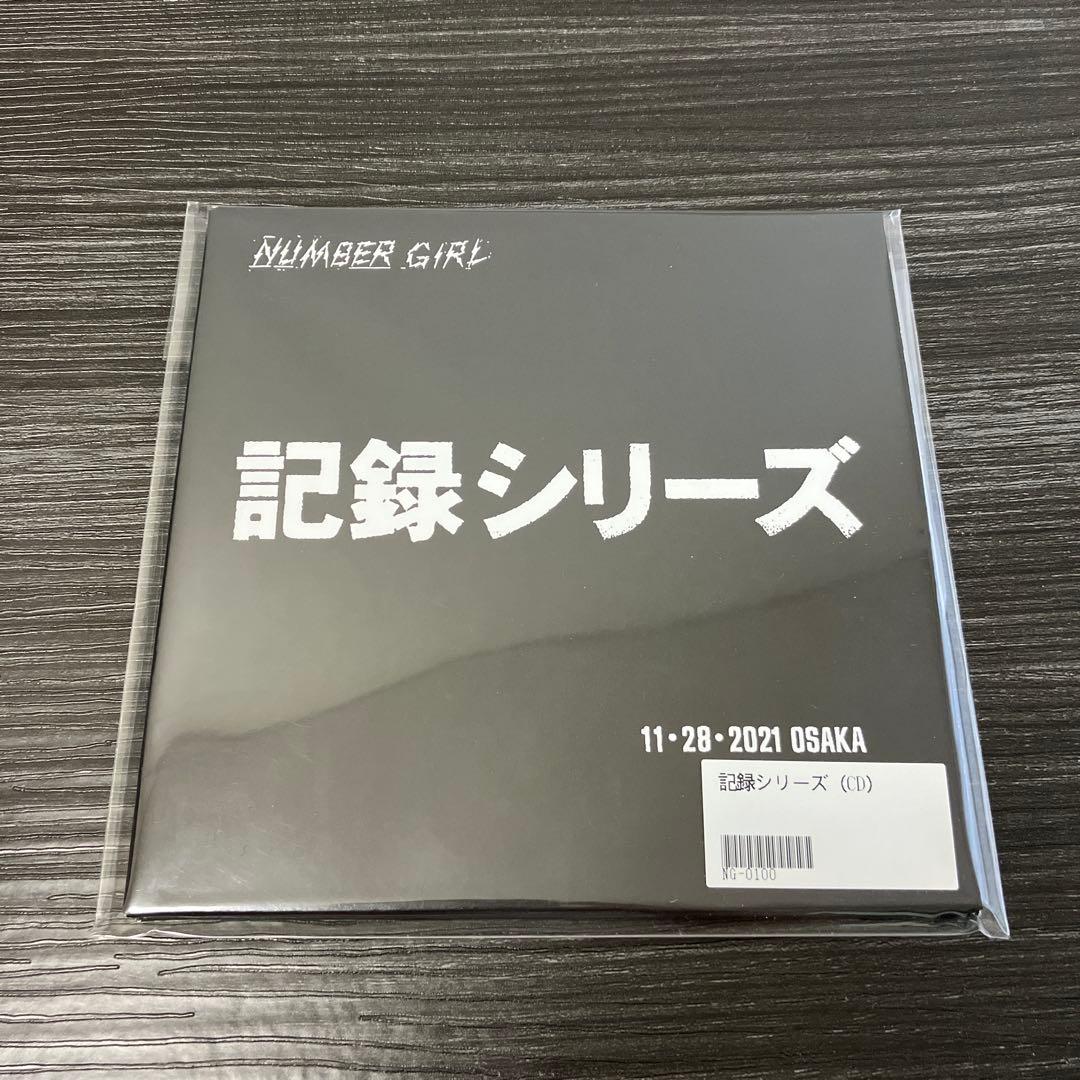 NUMBER GIRL
記録シリーズ
11・28・2021 OSAKA
記録シリーズ (CD)
NG-0100